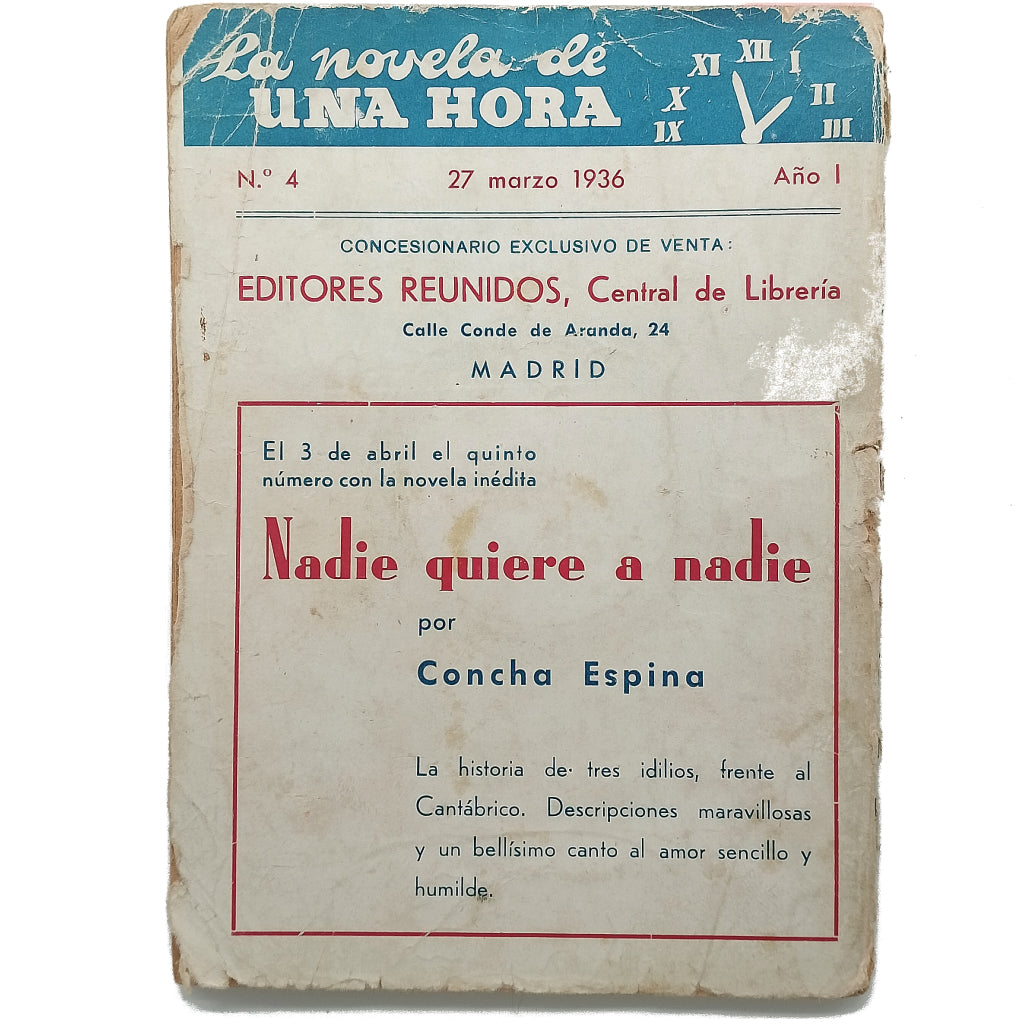 La novela de
UNA HORA
IX X XI XII I II III
N.º 4 27 marzo 1936 Año I
CONCESIONARIO EXCLUSIVO DE VENTA:
EDITORES REUNIDOS, Central de Librería
Calle Conde de Aranda, 24
MADRID
El 3 de abril el quinto
número con la novela inédita
Nadie quiere a nadie
por
Concha Espina
La historia de tres idilios, frente al
Cantábrico. Descripciones maravillosas
y un bellísimo canto al amor sencillo y
humilde.